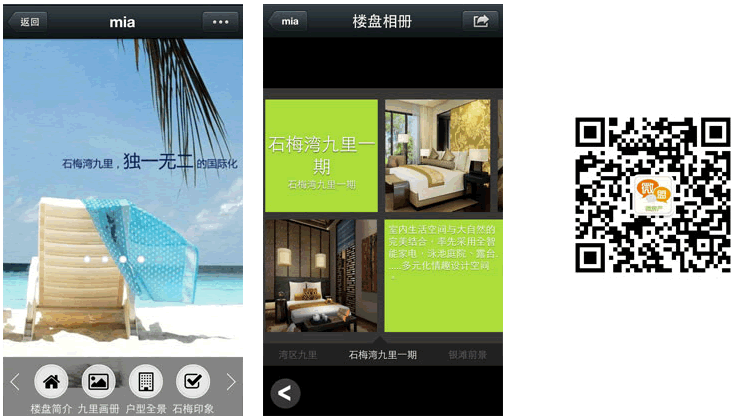 返回
mia
石梅湾九里，独一无二的国际化
楼盘简介 九里画册 户型全景 石梅印象
mia
楼盘相册
石梅湾九里一
期
石梅湾九里一期
室内生活空间与大自然的
完美结合，率先采用全智
能家电、泳池庭院、露台
......多元化情趣设计空间
。
湾区九里 石梅湾九里一期 银滩前景
微盟